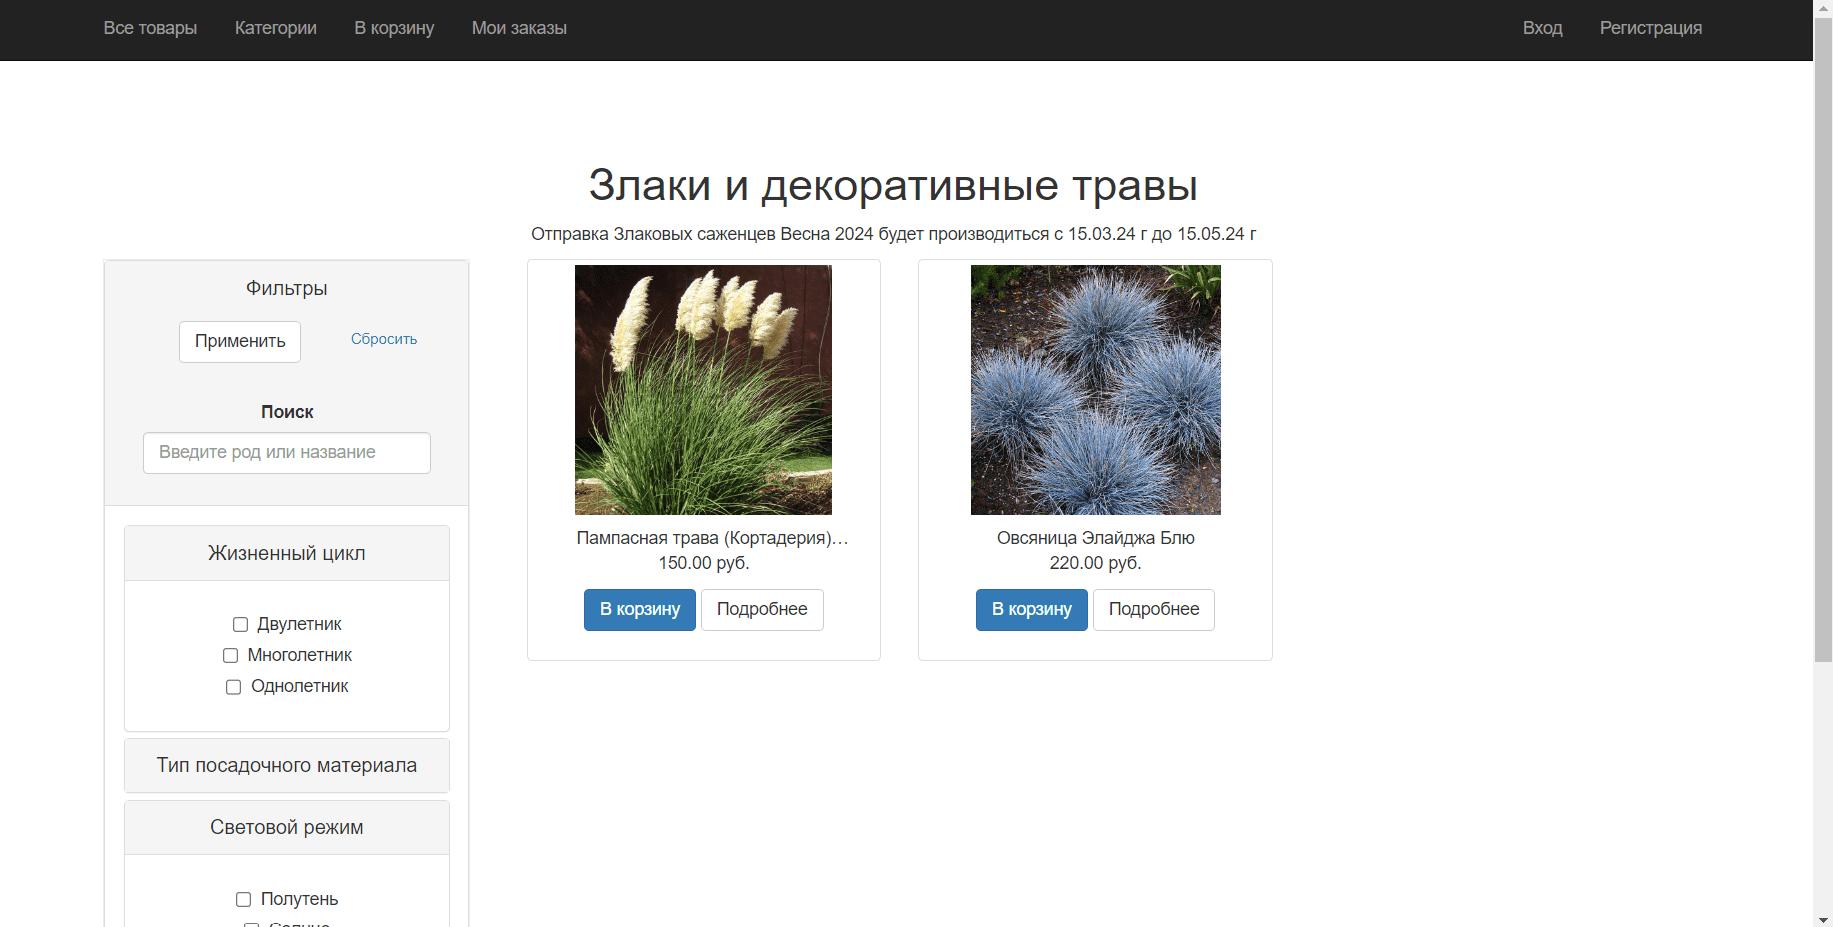 Все товары Категории В корзину Мои заказы Вход Регистрация
Злаки и декоративные травы
Отправка Злаковых саженцев Весна 2024 будет производиться с 15.03.24 г до 15.05.24 г
Фильтры
Применить Сбросить
Поиск
Введите род или название
Жизненный цикл
Двулетник
Многолетник
Однолетник
Тип посадочного материала
Световой режим
Полутень
Пампасная трава (Кортадерия)...
150.00 руб.
В корзину Подробнее
Овсяница Элайджа Блю
220.00 руб.
В корзину Подробнее